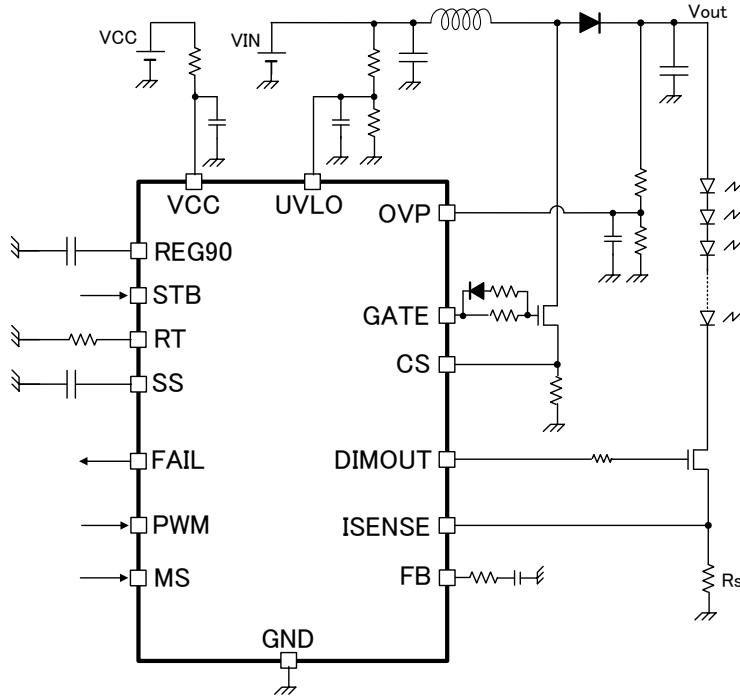 VCC
VIN
Vout
VCC
UVLO
OVP
REG90
STB
GATE
RT
CS
SS
FAIL
DIMOUT
PWM
ISENSE
MS
FB
Rs
GND